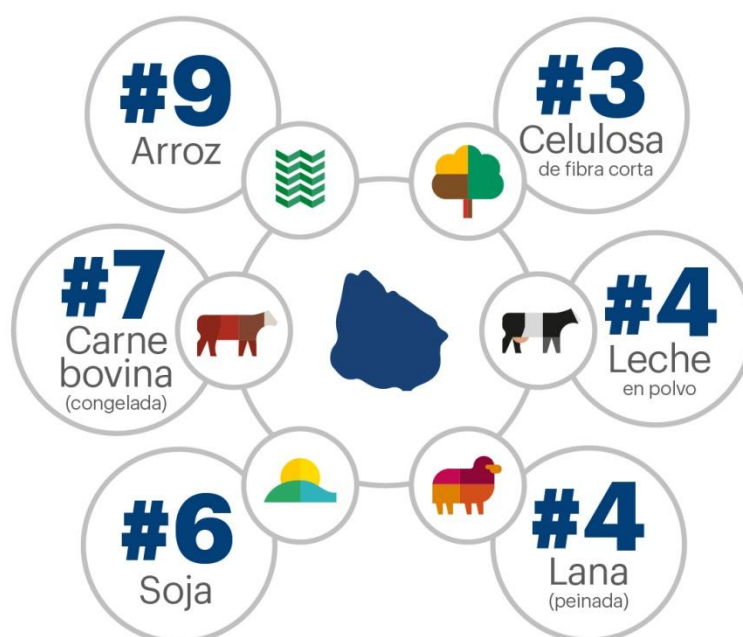 #9
Arroz
#3
Celulosa
de fibra corta
#7
Carne
bovina
(congelada)
#4
Leche
en polvo
#6
Soja
#4
Lana
(peinada)